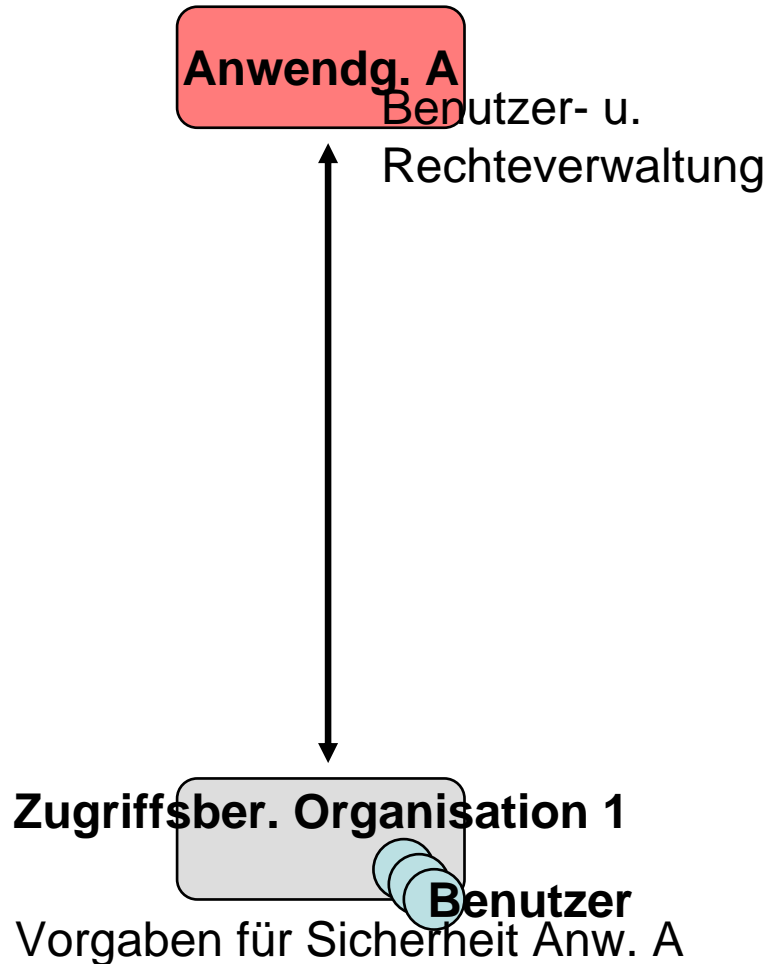 Anwendg. A
Benutzer- u.
Rechteverwaltung
Zugriffsber. Organisation 1
Benutzer
Vorgaben für Sicherheit Anw. A